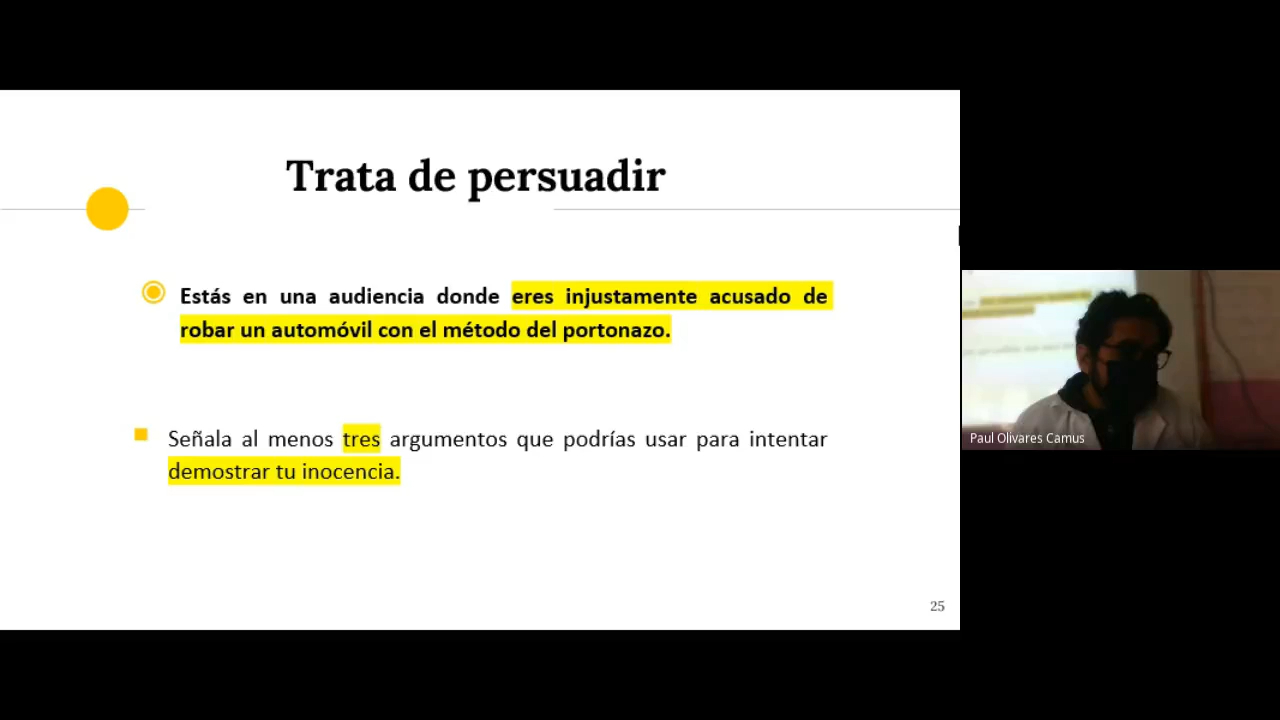 Trata de persuadir
Estás en una audiencia donde eres injustamente acusado de
robar un automóvil con el método del portonazo.
Señala al menos tres argumentos que podrías usar para intentar
demostrar tu inocencia.
25
Paul Olivares Camus